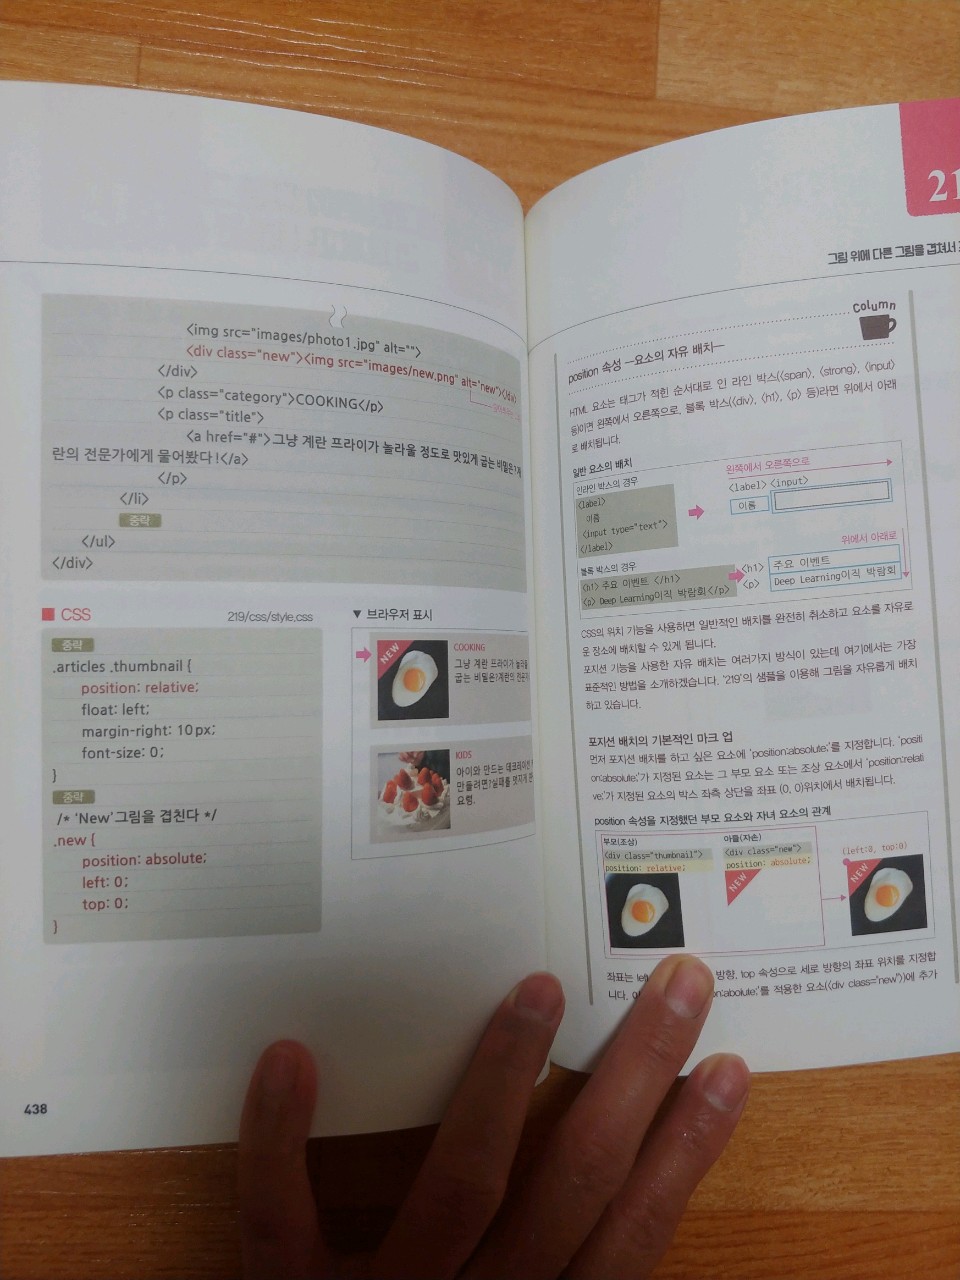 <img src="images/photo1.jpg" alt="">
<div class="new"><img src="images/new.png" alt="new"></div>
</div>
<p class="category">COOKING</p>
<p class="title">
<a href="#">그냥 계란 프라이가 놀라울 정도로 맛있게 굽는 비밀은?계
란의 전문가에게 물어봤다!</a>
</p>
</li>
중략
</ul>
</div>
■ CSS
219/css/style.css
중략
.articles .thumbnail {
position: relative;
float: left;
margin-right: 10px;
font-size: 0;
}
중략
/* 'New'그림을 겹친다 */
.new {
position: absolute;
left: 0;
top: 0;
}
▼ 브라우저 표시
NEW
COOKING
그냥 계란 프라이가 놀라울
굽는 비밀은?계란의 전문가
KIDS
아이와 만드는 데코레이션
만들려면?실패를 멋지게
요령.
438
21
그림 위에 다른 그림을 겹쳐서
Column
position 속성 —요소의 자유 배치—
HTML 요소는 태그가 적힌 순서대로 인 라인 박스(<span>, <strong>, <input>
등)이면 왼쪽에서 오른쪽으로, 블록 박스(<div>, <h1>, <p> 등)라면 위에서 아래
로 배치됩니다.
일반 요소의 배치
인라인 박스의 경우
<label>
이름
<input type="text">
</label>
왼쪽에서 오른쪽으로
<label> <input>
이름
블록 박스의 경우
<h1> 주요 이벤트 </h1>
<p> Deep Learning이직 박람회 </p>
위에서 아래로
<h1> 주요 이벤트
<p> Deep Learning이직 박람회
CSS의 위치 기능을 사용하면 일반적인 배치를 완전히 취소하고 요소를 자유로
운 장소에 배치할 수 있게 됩니다.
포지션 기능을 사용한 자유 배치는 여러가지 방식이 있는데 여기에서는 가장
표준적인 방법을 소개하겠습니다. '219'의 샘플을 이용해 그림을 자유롭게 배치
하고 있습니다.
포지션 배치의 기본적인 마크 업
먼저 포지션 배치를 하고 싶은 요소에 'position:absolute;'를 지정합니다. 'positi
on:absolute;'가 지정된 요소는 그 부모 요소 또는 조상 요소에서 'position:relati
ve;'가 지정된 요소의 박스 좌측 상단을 좌표 (0, 0)위치에서 배치됩니다.
position 속성을 지정했던 부모 요소와 자녀 요소의 관계
부모(조상)
<div class="thumbnail">
position: relative;
아들(자손)
<div class="new">
position: absolute;
NEW
(left:0, top:0)
NEW
좌표는 방향, top 속성으로 세로 방향의 좌표 위치를 지정합
니다. on:abolute;'를 적용한 요소(<div class="new">)에 추가